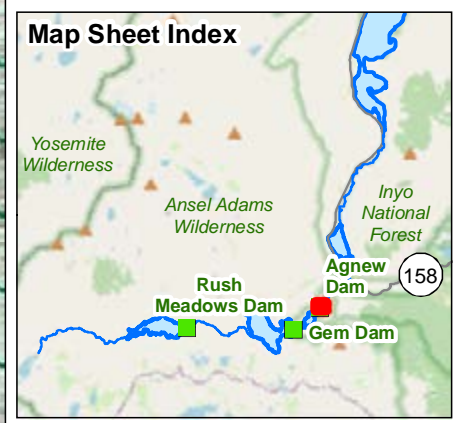 Map Sheet Index
Yosemite
Wilderness
Ansel Adams
Wilderness
Inyo
National
Forest
Agnew
Dam
158
Rush
Meadows Dam
Gem Dam